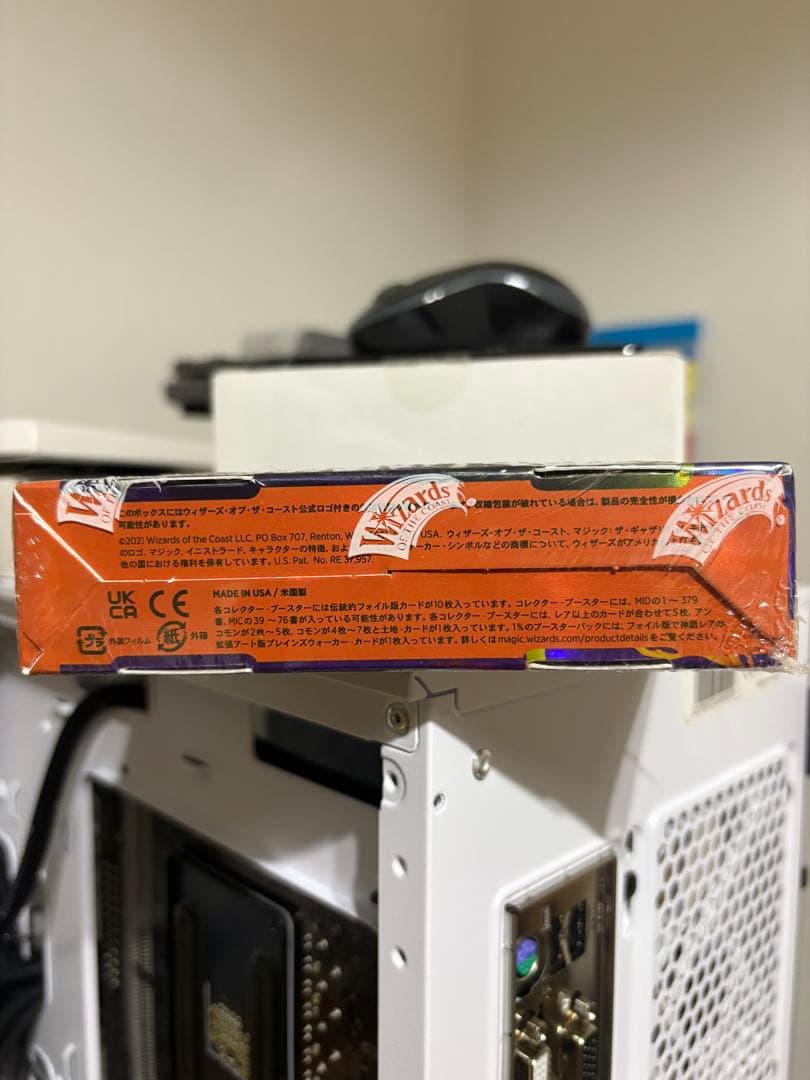 このボックスにはウィザーズ・オブ・ザ・コースト公式ロゴ付きの 収縮包装が破れている場合は、製品の完全性が
可能性があります。
©2021 Wizards of the Coast LLC, PO Box 707, Renton, USA. ウィザーズ・オブ・ザ・コースト、マジック:ザ・ギャザリ
のロゴ、マジック、イニストラード、キャラクターの特徴、およ ォーカー・シンボルなどの商標について、ウィザーズがアメリカ
他の国における権利を保有しています。U.S. Pat. No. RE 37,957.
Wizards
OF THE COAST
Wizards
OF THE COAST
UK
CA
CE
MADE IN USA / 米国製
各コレクター・ブースターには伝統的フォイル版カードが10枚入っています。コレクター・ブースターには、MIDの1～379
番、MICの39～76番が入っている可能性があります。各コレクター・ブースターには、レア以上のカードが合わせて5枚、アン
コモンが2枚～5枚、コモンが4枚～7枚と土地・カードが1枚入っています。1%のブースターパックには、フォイル版で神話レアの
拡張アート版プレインズウォーカー・カードが1枚入っています。詳しくはmagic.wizards.com/productdetailsをご覧ください。
プラ 外装フィルム 紙 外箱